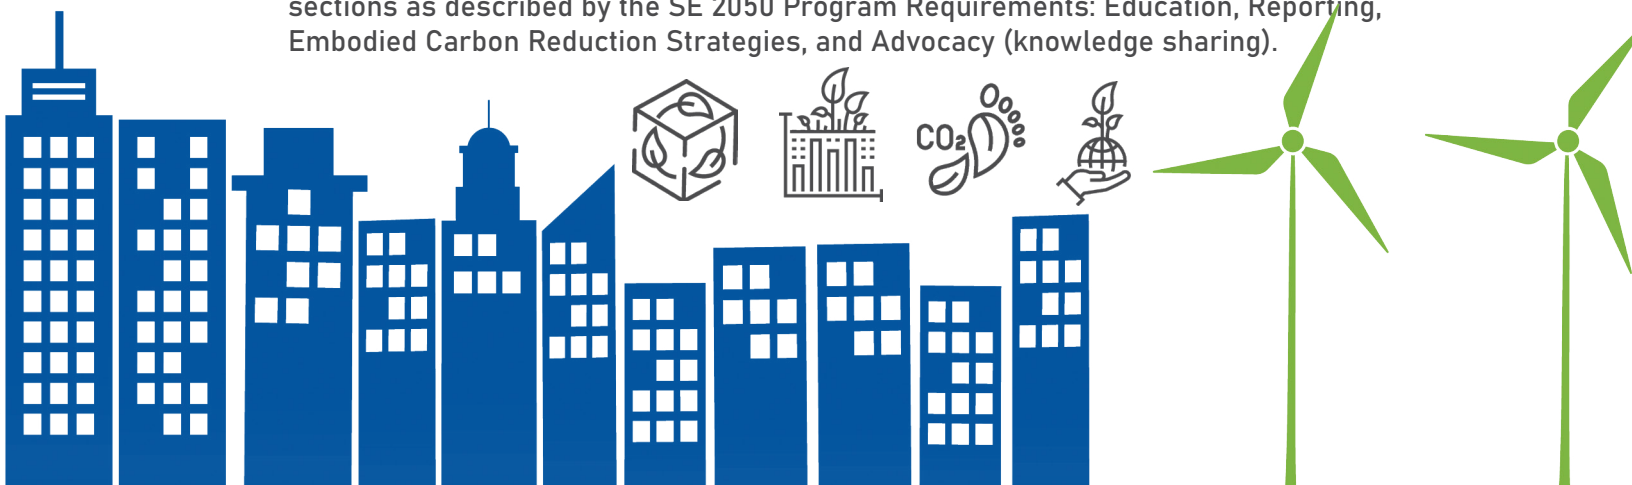 sections as described by the SE 2050 Program Requirements: Education, Reporting,
Embodied Carbon Reduction Strategies, and Advocacy (knowledge sharing).
CO₂